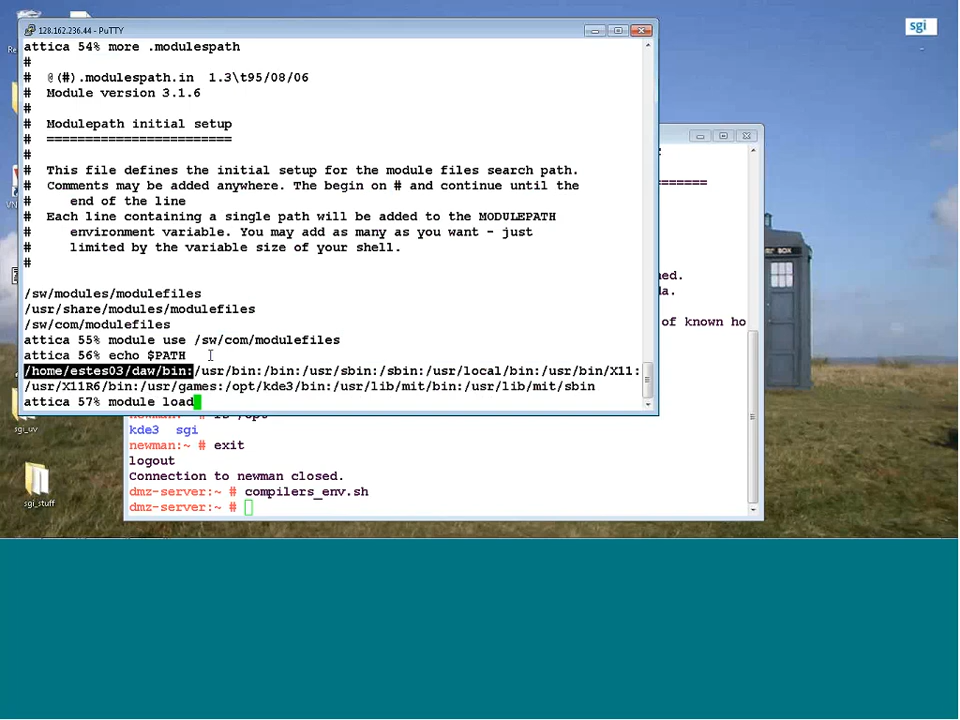 128.162.236.44 - PuTTY
sgi
attica 54% more .modulespath
#
#  @(#).modulespath.in  1.3\t95/08/06
#  Module version 3.1.6
#
#  Modulepath initial setup
#  ========================
#
#  This file defines the initial setup for the module files search path.
#  Comments may be added anywhere. The begin on # and continue until the
#     end of the line
#  Each line containing a single path will be added to the MODULEPATH
#     environment variable. You may add as many as you want - just
#     limited by the variable size of your shell.
#
/sw/modules/modulefiles
/usr/share/modules/modulefiles
/sw/com/modulefiles
attica 55% module use /sw/com/modulefiles
attica 56% echo $PATH
/home/estes03/daw/bin:/usr/bin:/bin:/usr/sbin:/sbin:/usr/local/bin:/usr/bin/X11:
/usr/X11R6/bin:/usr/games:/opt/kde3/bin:/usr/lib/mit/bin:/usr/lib/mit/sbin
attica 57% module load
=======
ned.
da.
of known ho
kde3  sgi
newman:~ # exit
logout
Connection to newman closed.
dmz-server:~ # compilers_env.sh
dmz-server:~ #
sgi_uv
sgi_stuff